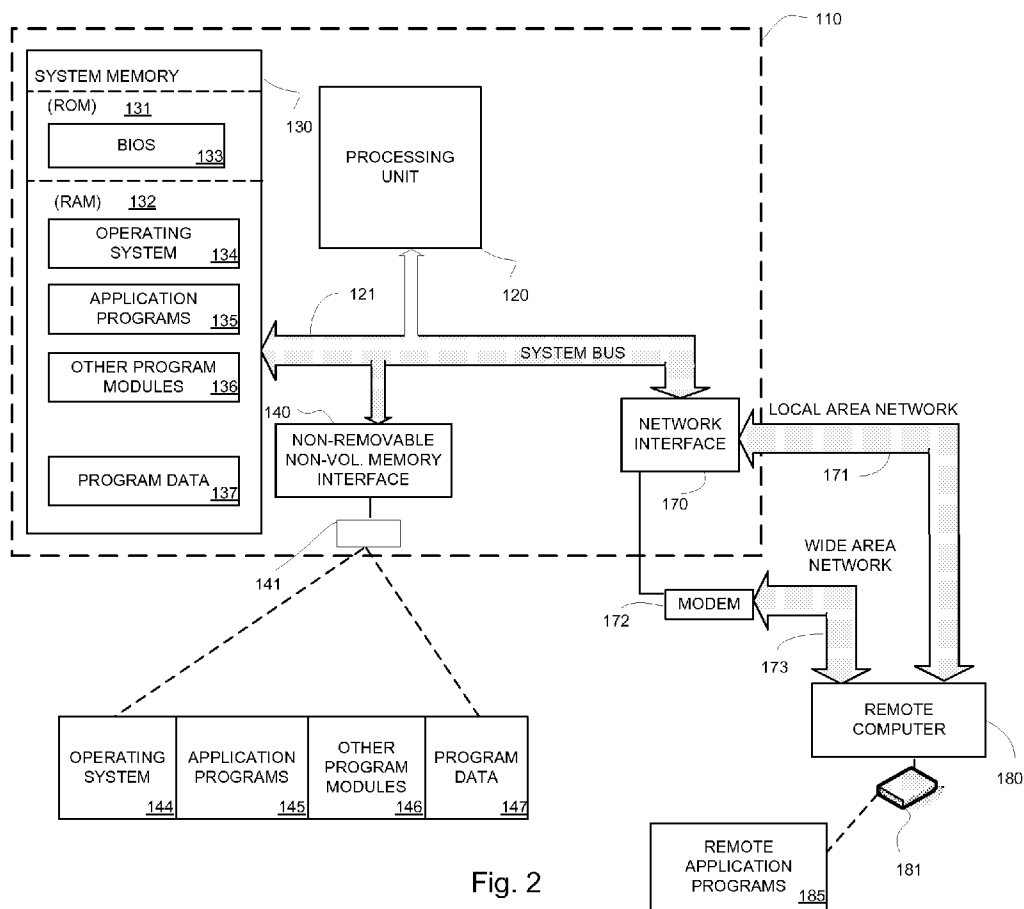 110
SYSTEM MEMORY
130
(ROM) 131
BIOS
133
(RAM) 132
OPERATING
SYSTEM
134
APPLICATION
PROGRAMS
135
OTHER PROGRAM
MODULES
136
PROGRAM DATA
137
PROCESSING
UNIT
120
121
SYSTEM BUS
140
NON-REMOVABLE
NON-VOL. MEMORY
INTERFACE
141
NETWORK
INTERFACE
170
LOCAL AREA NETWORK
171
WIDE AREA
NETWORK
MODEM
172
173
REMOTE
COMPUTER
180
181
REMOTE
APPLICATION
PROGRAMS
185
OPERATING
SYSTEM
144
APPLICATION
PROGRAMS
145
OTHER
PROGRAM
MODULES
146
PROGRAM
DATA
147
Fig. 2